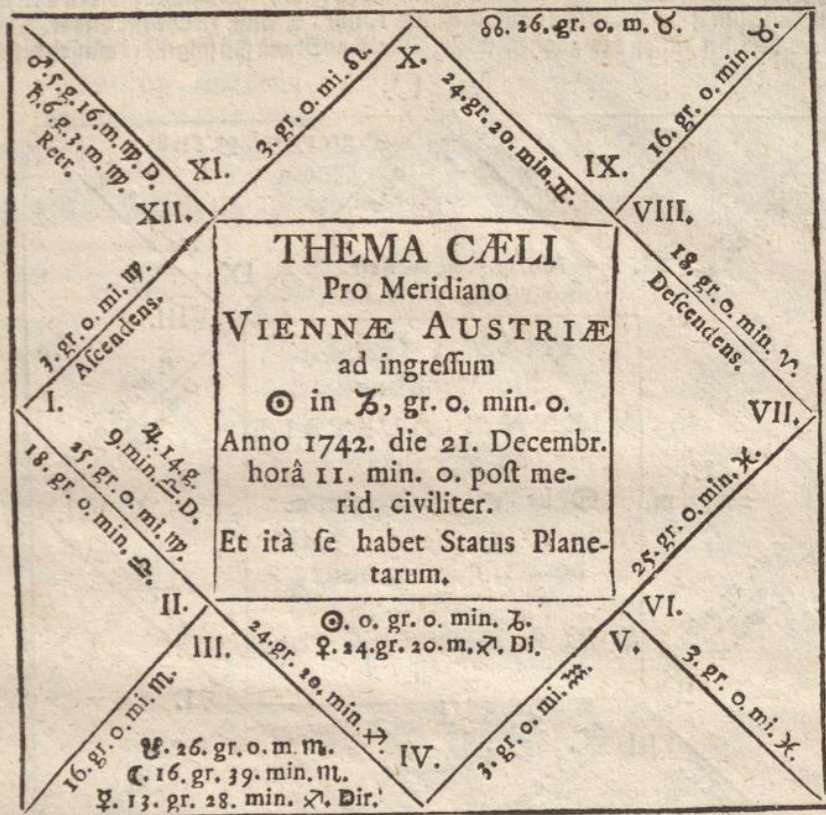 ☊. 26. gr. 0. m. ♉.
X.
3. gr. 0. mi. ♌.
24. gr. 20. min. ♊.
16. gr. 0. min. ♉.
♂. 5. g. 16. m. ♍. D.
♄. 6. g. 3. m. ♍.
Retr.
XI.
IX.
XII.
VIII.
3. gr. 0. mi. ♍.
Aſcendens.
18. gr. 0. min. ♈.
Deſcendens.
THEMA CÆLI
Pro Meridiano
VIENNÆ AUSTRIÆ
ad ingreſſum
☉ in ♑, gr. 0. min. 0.
Anno 1742. die 21. Decembr.
horâ 11. min. 0. poſt me-
rid. civiliter.
Et ità ſe habet Status Plane-
tarum.
I.
VII.
♃. 14. g.
9. min. ♎. D.
25. gr. 0. mi. ♍.
18. gr. 0. min. ♎.
25. gr. 0. min. ♓.
II.
VI.
III.
V.
☉. 0. gr. 0. min. ♑.
♀. 24. gr. 20. m. ♐. Di.
24. gr. 20. min. ♐.
3. gr. 0. mi. ♒.
3. gr. 0. mi. ♓.
16. gr. 0. mi. ♏.
IV.
☋. 26. gr. 0. m ♏.
☾. 16. gr. 39. min. ♏.
☿. 13. gr. 28. min. ♐. Dir.